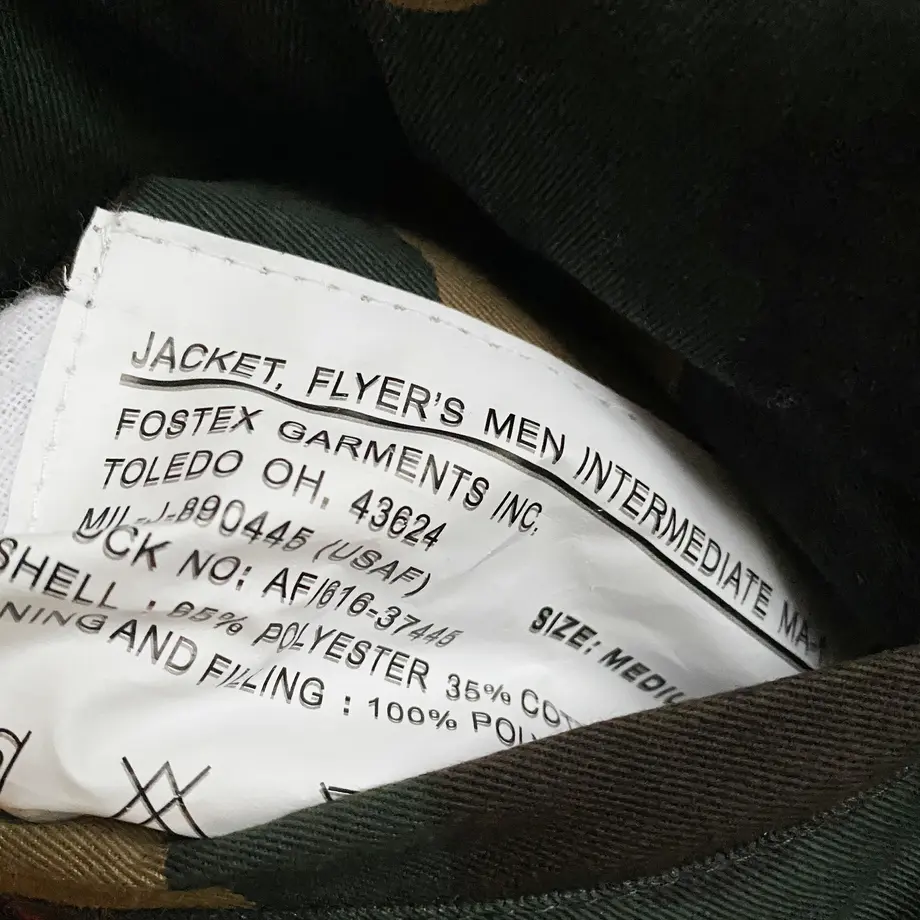 JACKET, FLYER'S MEN INTERMEDIATE MA-
FOSTEX GARMENTS INC.
TOLEDO OH, 43624
MIL-J-890445 (USAF)
OCK NO: AF/616-37445
SIZE: MEDIU
SHELL : 65% POLYESTER 35% COT
NING AND FILLING : 100% POL